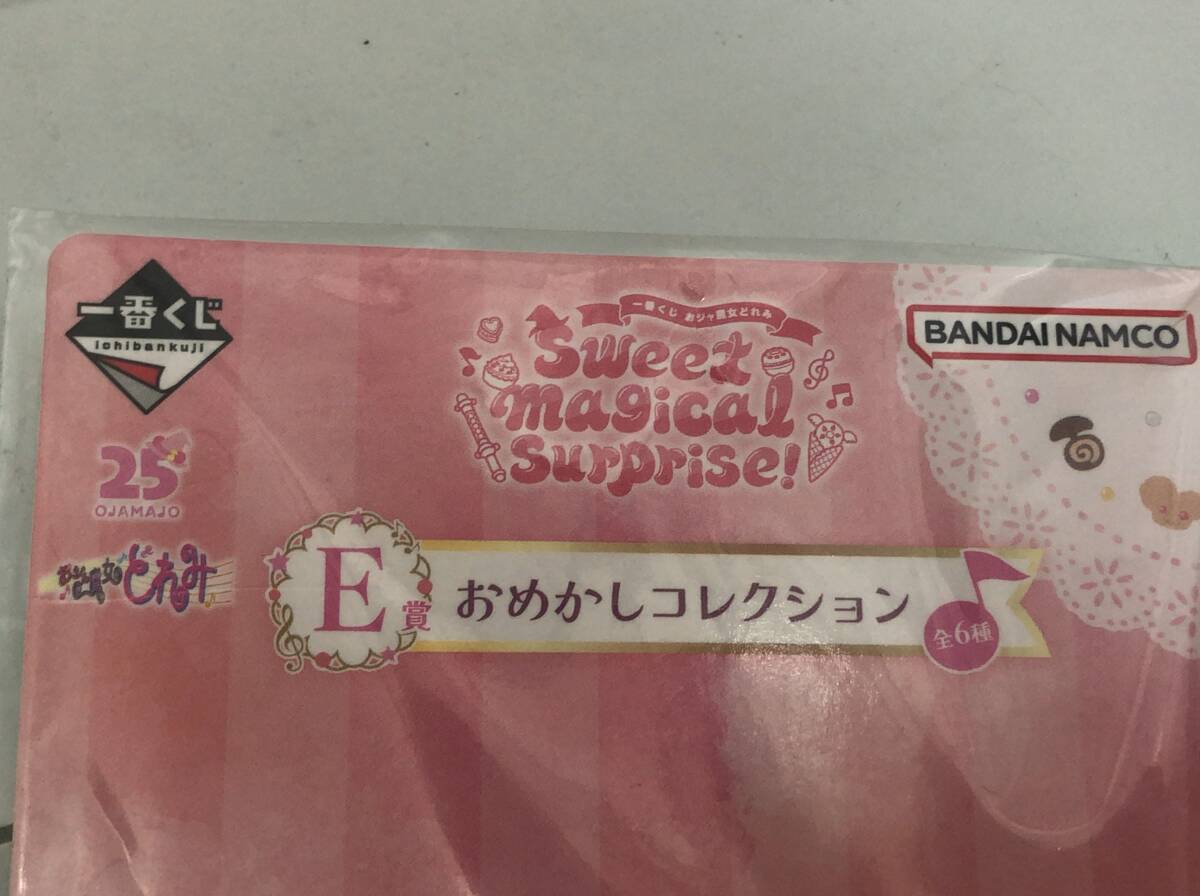 一番くじ
ichibankuji
一番くじ おジャ魔女どれみ
Sweet
magical
Surprise!
BANDAI NAMCO
25
OJAMAJO
おジャ魔女どれみ
E賞
おめかしコレクション
全6種